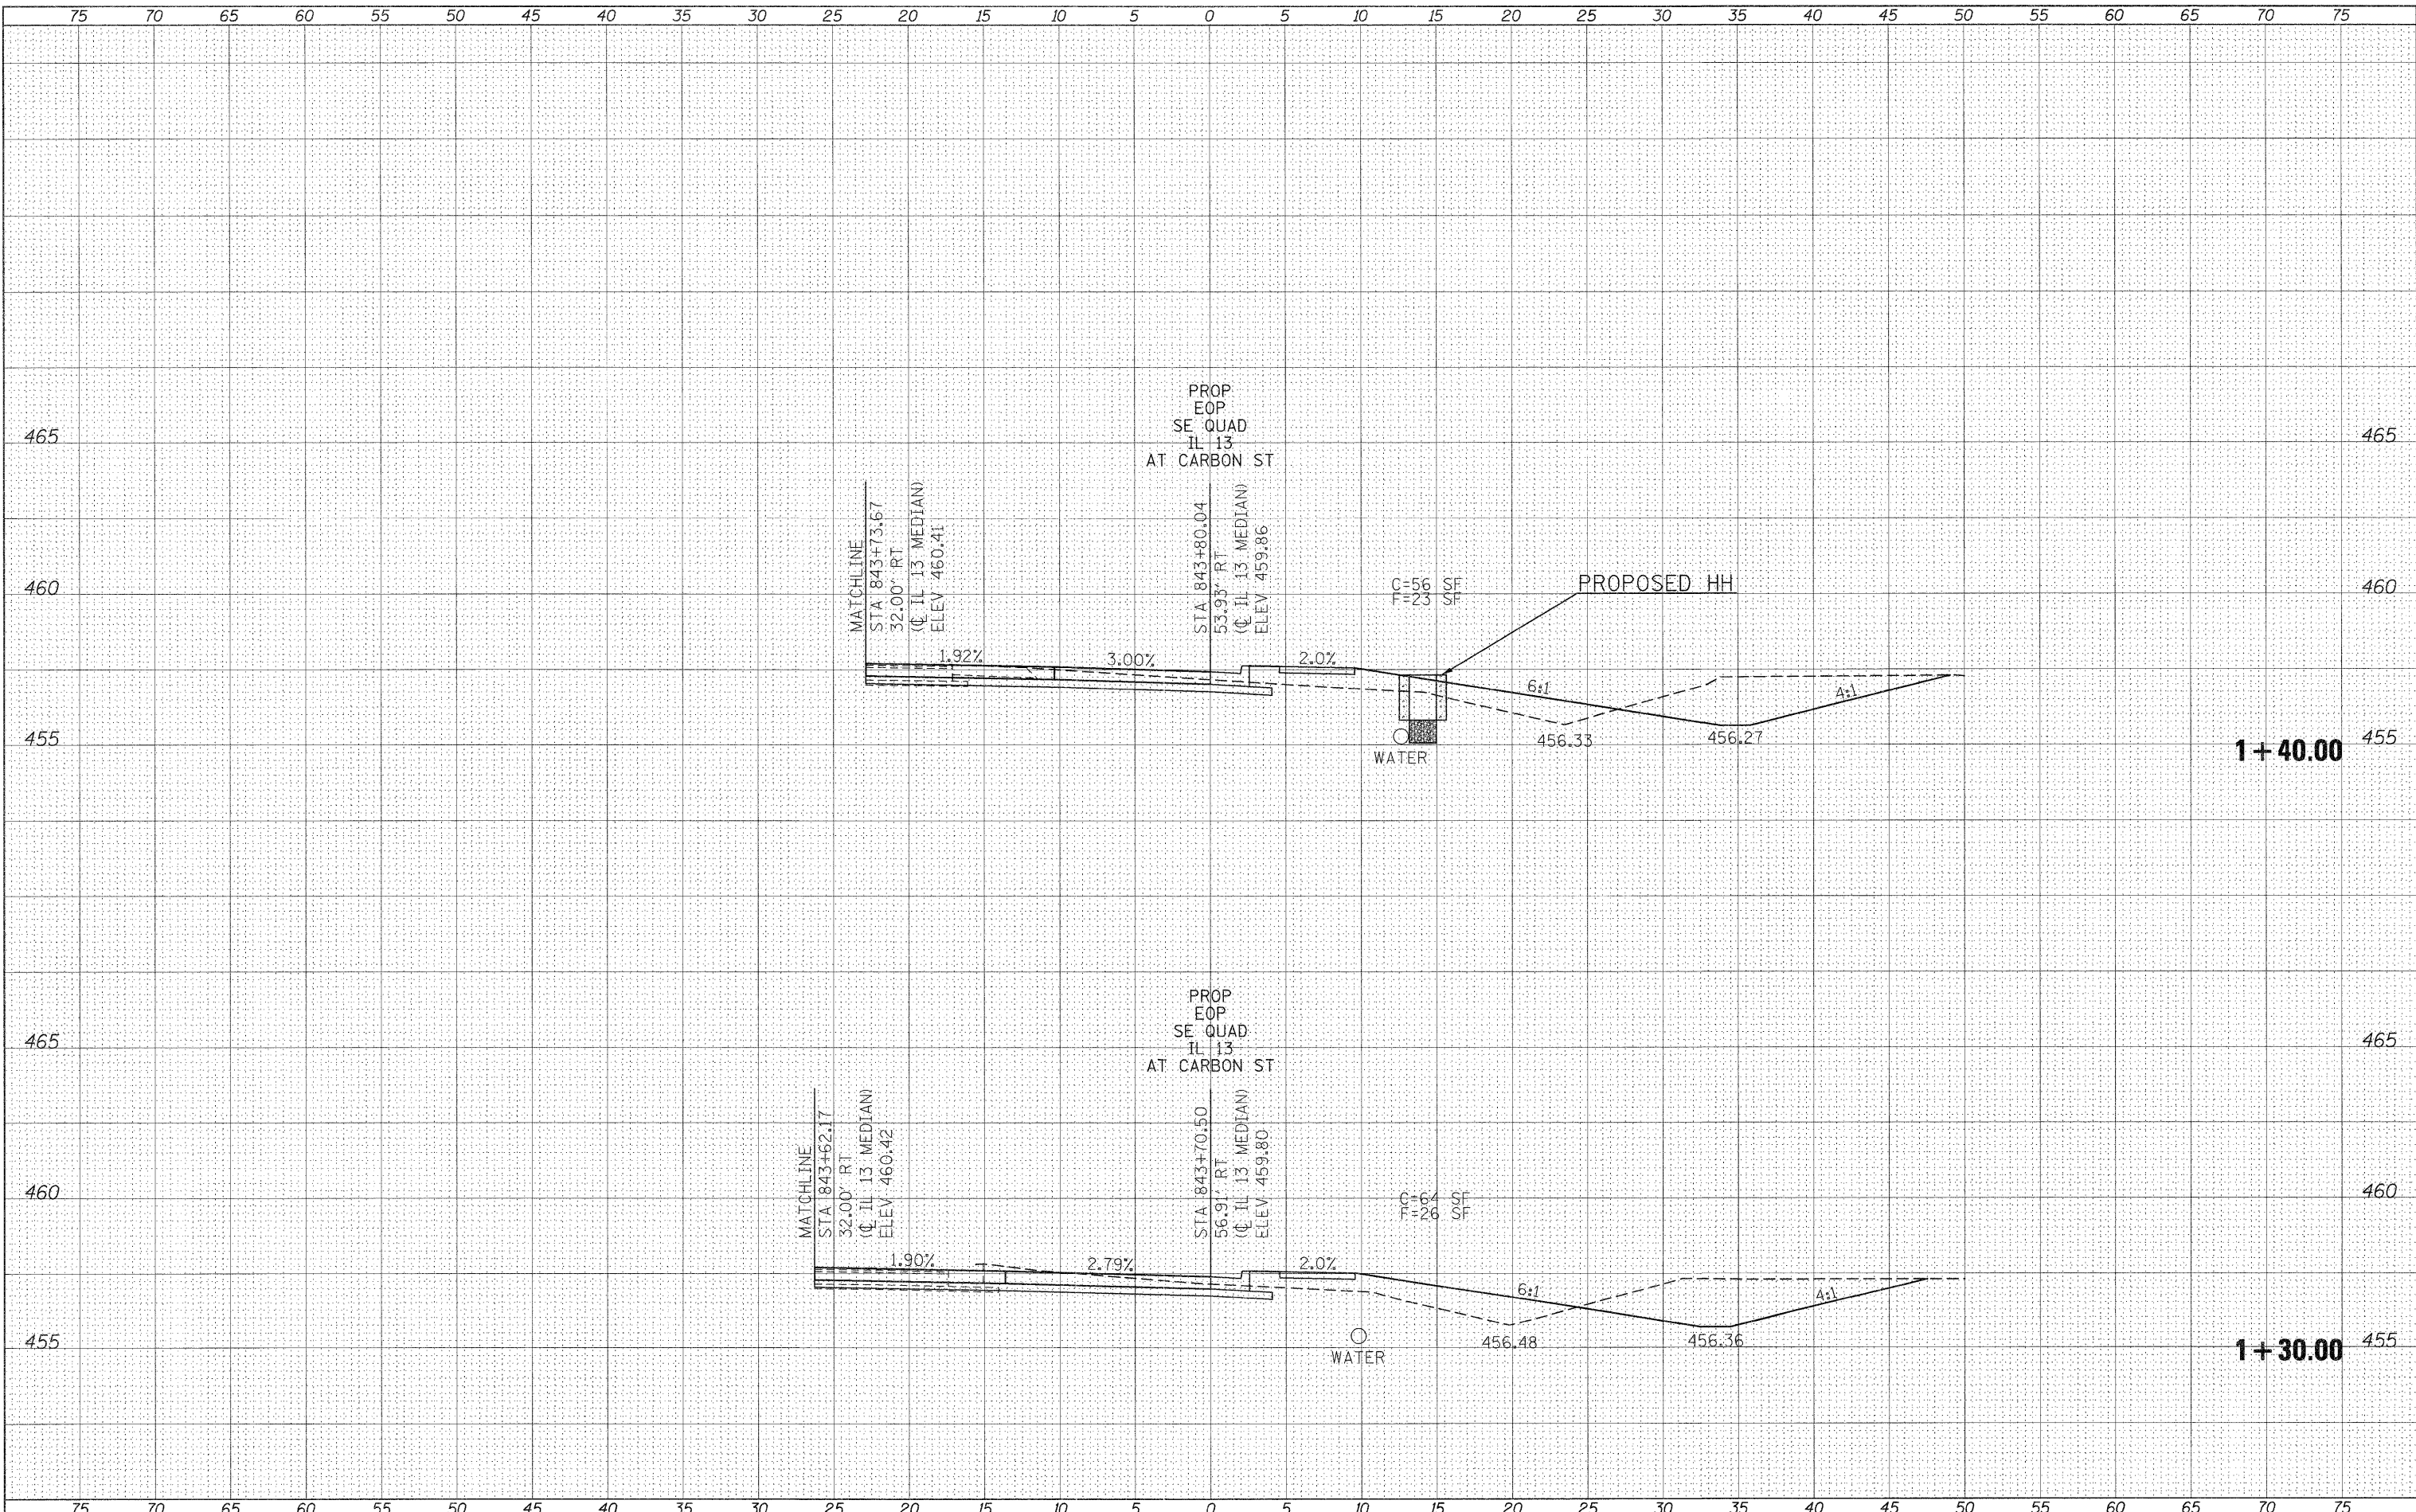 75 70 65 60 55 50 45 40 35 30 25 20 15 10 5 0 5 10 15 20 25 30 35 40 45 50 55 60 65 70 75
PROP
EOP
SE QUAD
IL 13
AT CARBON ST
465 465
MATCHLINE
STA 843+73.67
32.00' RT
(℄ IL 13 MEDIAN)
ELEV 460.41
STA 843+80.04
53.93' RT
(℄ IL 13 MEDIAN)
ELEV 459.86
460 460
C=56 SF
F=23 SF
PROPOSED HH
1.92% 3.00% 2.0% 6:1 4:1
455 455
WATER
456.33 456.27
1+40.00
PROP
EOP
SE QUAD
IL 13
AT CARBON ST
465 465
MATCHLINE
STA 843+62.17
32.00' RT
(℄ IL 13 MEDIAN)
ELEV 460.42
STA 843+70.50
56.91' RT
(℄ IL 13 MEDIAN)
ELEV 459.80
460 460
C=64 SF
F=26 SF
1.90% 2.79% 2.0% 6:1 4:1
455 455
WATER
456.48 456.36
1+30.00
75 70 65 60 55 50 45 40 35 30 25 20 15 10 5 0 5 10 15 20 25 30 35 40 45 50 55 60 65 70 75